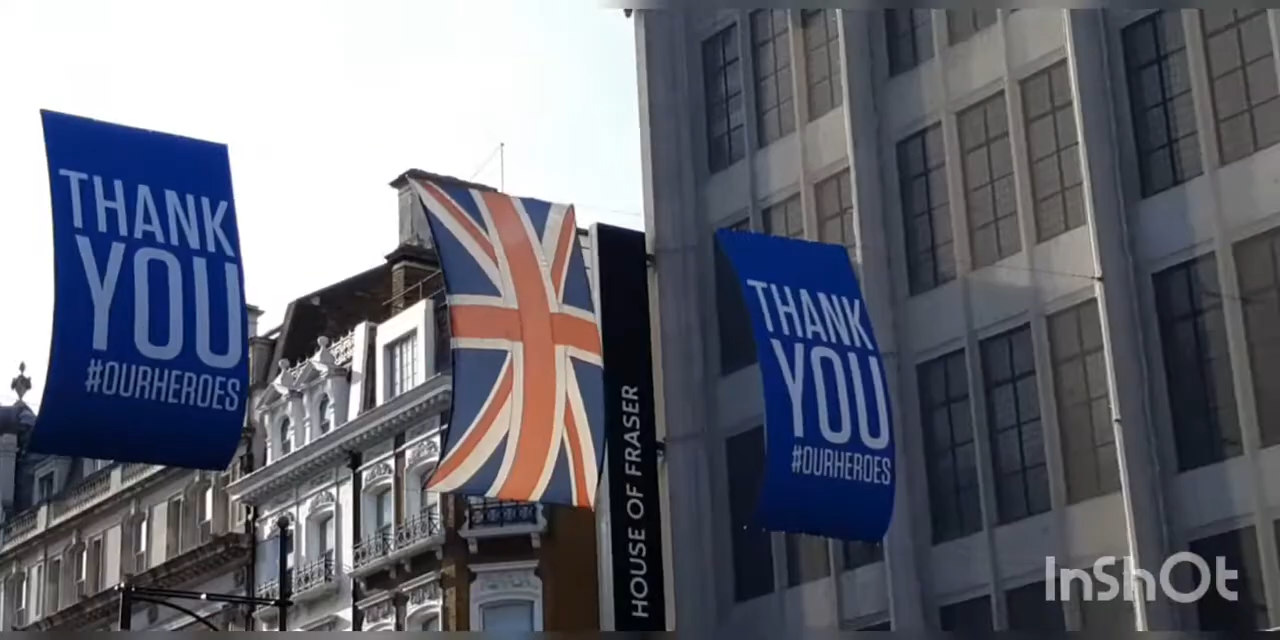 THANK
YOU
#OURHEROES
HOUSE OF FRASER
THANK
YOU
#OURHEROES
InShOt